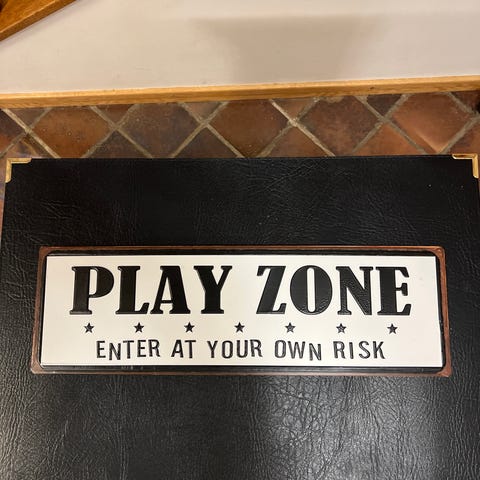 PLAY ZONE
ENTER AT YOUR OWN RISK